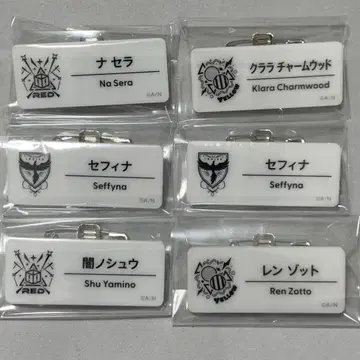 ナ セラ
Na Sera
RED
©A/N
クララ チャームウッド
Klara Charmwood
YELLOW
©A/N
セフィナ
Seffyna
©A/N
セフィナ
Seffyna
©A/N
闇ノシュウ
Shu Yamino
RED
©A/N
レン ゾット
Ren Zotto
YELLOW
©A/N